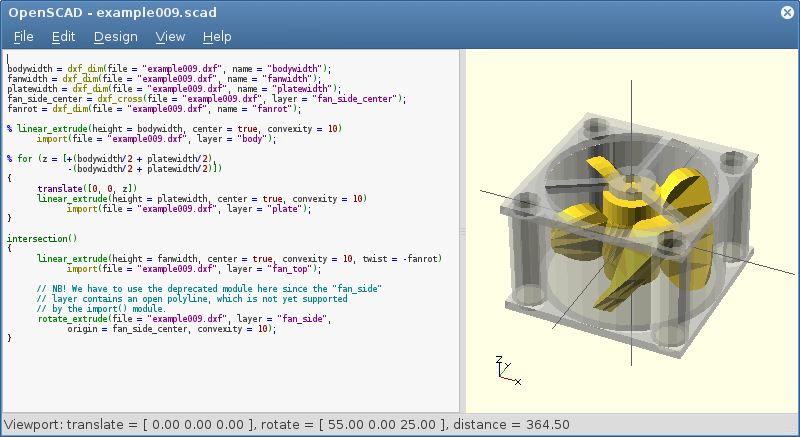 OpenSCAD - example009.scad
File Edit Design View Help
bodywidth = dxf_dim(file = "example009.dxf", name = "bodywidth");
fanwidth = dxf_dim(file = "example009.dxf", name = "fanwidth");
platewidth = dxf_dim(file = "example009.dxf", name = "platewidth");
fan_side_center = dxf_cross(file = "example009.dxf", layer = "fan_side_center");
fanrot = dxf_dim(file = "example009.dxf", name = "fanrot");
% linear_extrude(height = bodywidth, center = true, convexity = 10)
import(file = "example009.dxf", layer = "body");
% for (z = [+(bodywidth/2 + platewidth/2),
-(bodywidth/2 + platewidth/2)])
{
translate([0, 0, z])
linear_extrude(height = platewidth, center = true, convexity = 10)
import(file = "example009.dxf", layer = "plate");
}
intersection()
{
linear_extrude(height = fanwidth, center = true, convexity = 10, twist = -fanrot)
import(file = "example009.dxf", layer = "fan_top");
// NB! We have to use the deprecated module here since the "fan_side"
// layer contains an open polyline, which is not yet supported
// by the import() module.
rotate_extrude(file = "example009.dxf", layer = "fan_side",
origin = fan_side_center, convexity = 10);
}
Z
Y
X
Viewport: translate = [ 0.00 0.00 0.00 ], rotate = [ 55.00 0.00 25.00 ], distance = 364.50